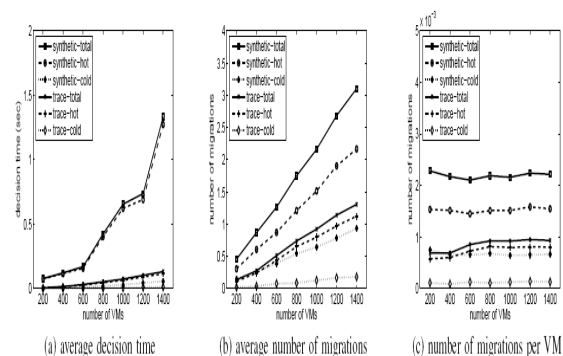 2
1.5
1
0.5
0
decision time (sec)
synthetic-total
synthetic-hot
synthetic-cold
trace-total
trace-hot
trace-cold
200 400 600 800 1000 1200 1400
number of VMs
(a) average decision time
4
3.5
3
2.5
2
1.5
1
0.5
0
number of migrations
synthetic-total
synthetic-hot
synthetic-cold
trace-total
trace-hot
trace-cold
200 400 600 800 1000 1200 1400
number of VMs
(b) average number of migrations
x 10⁻³
5
4
3
2
1
0
number of migrations
synthetic-total
synthetic-hot
synthetic-cold
trace-total
trace-hot
trace-cold
200 400 600 800 1000 1200 1400
number of VMs
(c) number of migrations per VM